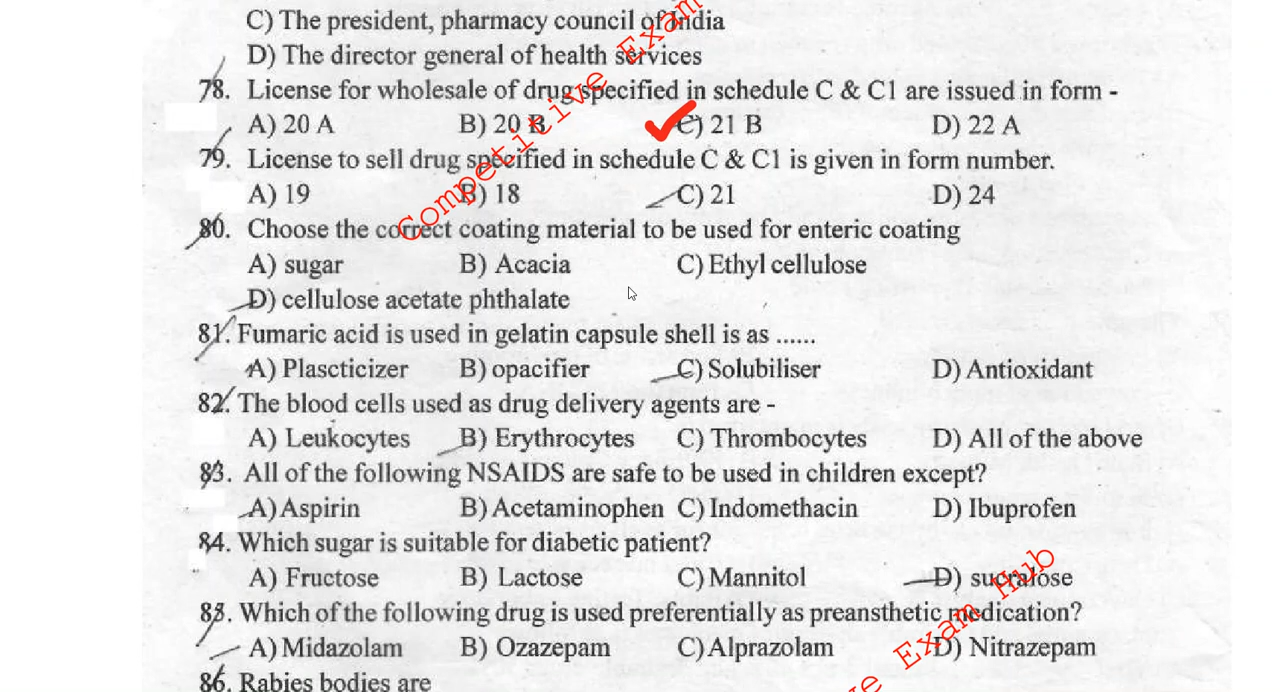 C) The president, pharmacy council of India
D) The director general of health services
78. License for wholesale of drug specified in schedule C & C1 are issued in form -
A) 20 A B) 20 B C) 21 B D) 22 A
79. License to sell drug specified in schedule C & C1 is given in form number.
A) 19 B) 18 C) 21 D) 24
80. Choose the correct coating material to be used for enteric coating
A) sugar B) Acacia C) Ethyl cellulose
D) cellulose acetate phthalate
81. Fumaric acid is used in gelatin capsule shell is as ......
A) Plascticizer B) opacifier C) Solubiliser D) Antioxidant
82. The blood cells used as drug delivery agents are -
A) Leukocytes B) Erythrocytes C) Thrombocytes D) All of the above
83. All of the following NSAIDS are safe to be used in children except?
A) Aspirin B) Acetaminophen C) Indomethacin D) Ibuprofen
84. Which sugar is suitable for diabetic patient?
A) Fructose B) Lactose C) Mannitol D) sucralose
85. Which of the following drug is used preferentially as preansthetic medication?
A) Midazolam B) Ozazepam C) Alprazolam D) Nitrazepam
86. Rabies bodies are
Competitive Exam
ve Exam Hub